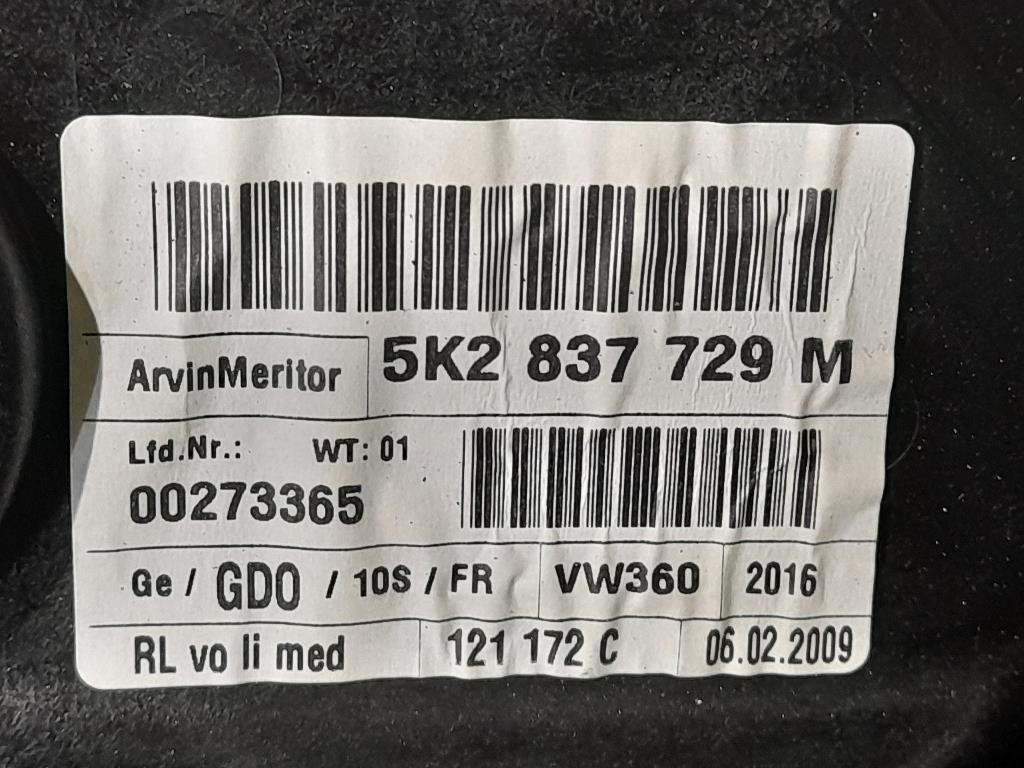 ArvinMeritor 5K2 837 729 M
Lfd.Nr.: WT: 01
00273365
Ge / GDO / 10S / FR VW360 2016
RL vo li med 121 172 C 06.02.2009